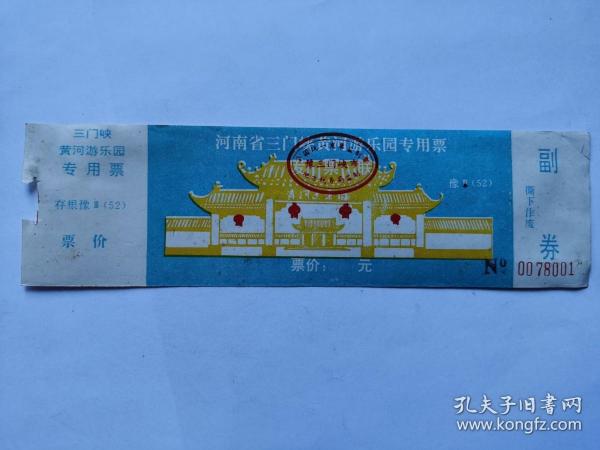 三门峡
黄河游乐园
专用票
存根豫Ⅱ(52)
票价
河南省三门峡黄河游乐园专用票
豫Ⅱ(52)
票价： 元
Nº 0078001
副券
撕下作废
孔夫子旧书网
www.kongfz.com